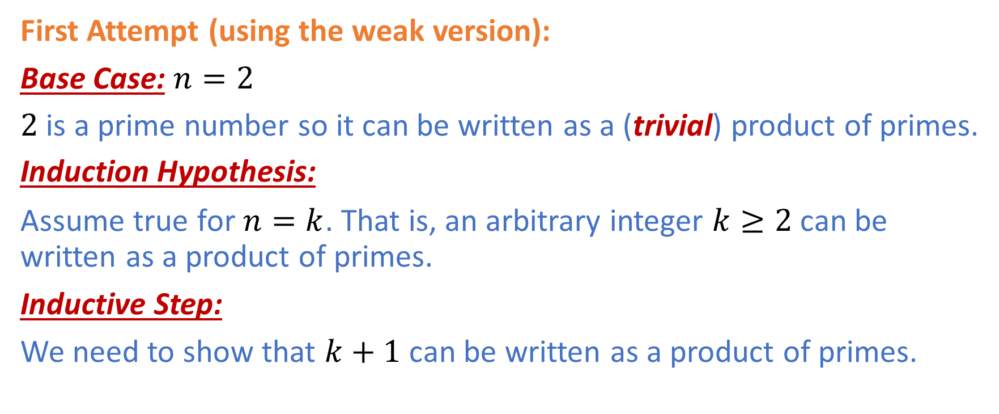 First Attempt (using the weak version):
Base Case: n = 2
2 is a prime number so it can be written as a (trivial) product of primes.
Induction Hypothesis:
Assume true for n = k. That is, an arbitrary integer k ≥ 2 can be
written as a product of primes.
Inductive Step:
We need to show that k + 1 can be written as a product of primes.